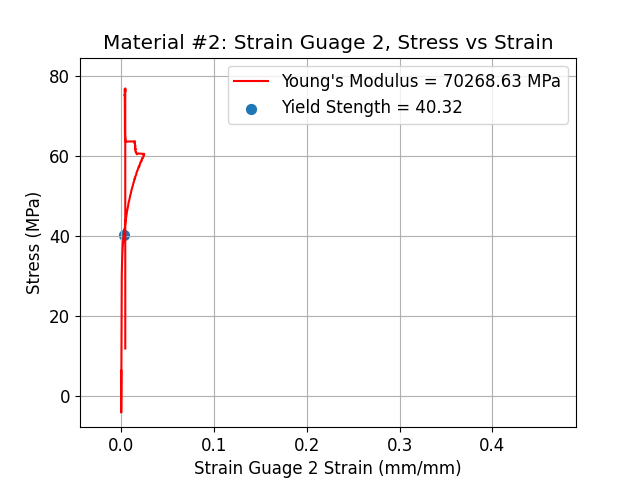 Material #2: Strain Guage 2, Stress vs Strain
Young's Modulus = 70268.63 MPa
Yield Stength = 40.32
80
60
40
20
0
Stress (MPa)
0.0 0.1 0.2 0.3 0.4
Strain Guage 2 Strain (mm/mm)